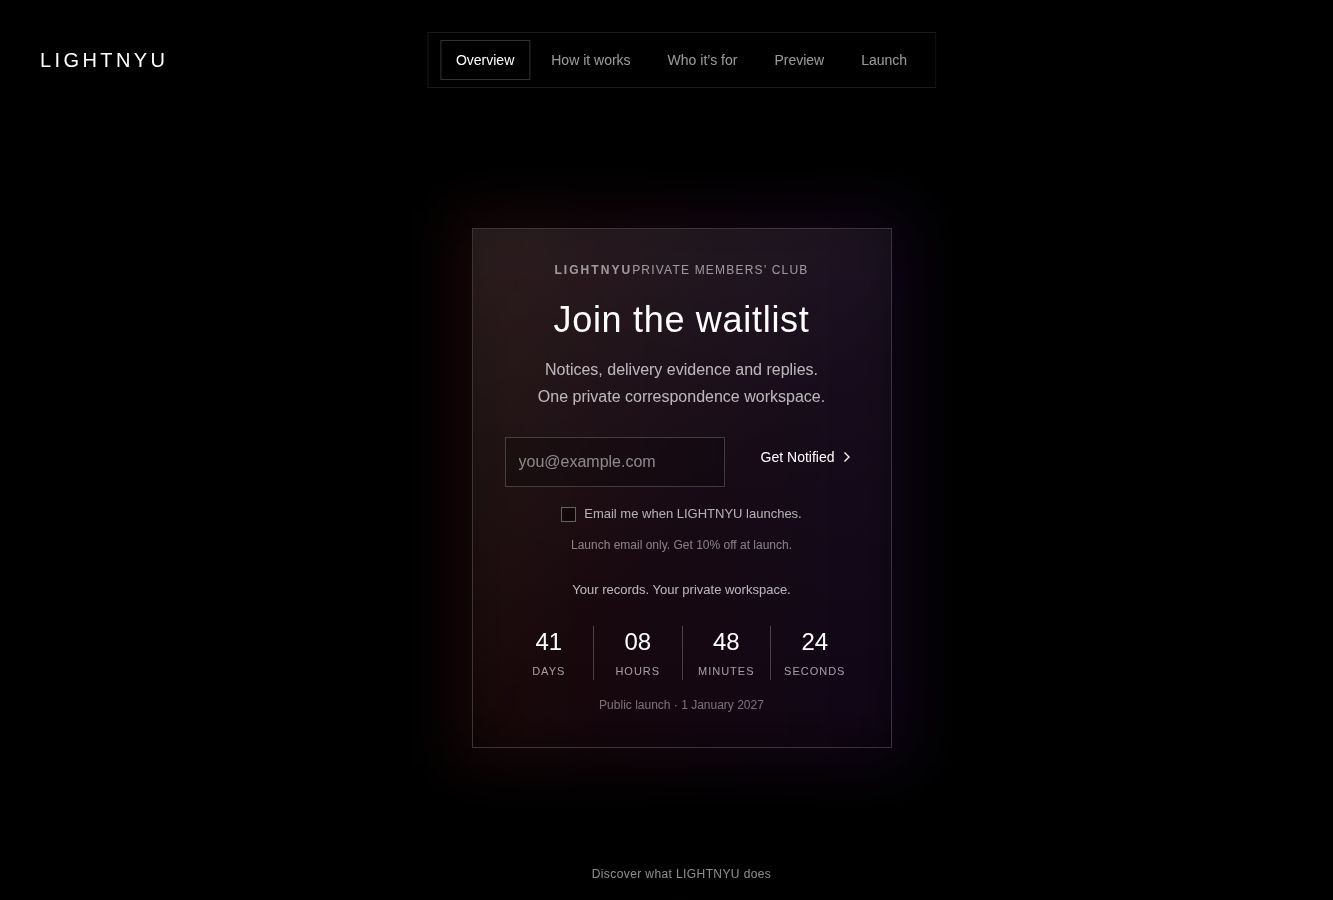 LIGHTNYU
Overview
How it works
Who it's for
Preview
Launch
LIGHTNYUPRIVATE MEMBERS' CLUB
Join the waitlist
Notices, delivery evidence and replies.
One private correspondence workspace.
you@example.com
Get Notified
Email me when LIGHTNYU launches.
Launch email only. Get 10% off at launch.
Your records. Your private workspace.
41 08 48 24
DAYS HOURS MINUTES SECONDS
Public launch · 1 January 2027
Discover what LIGHTNYU does